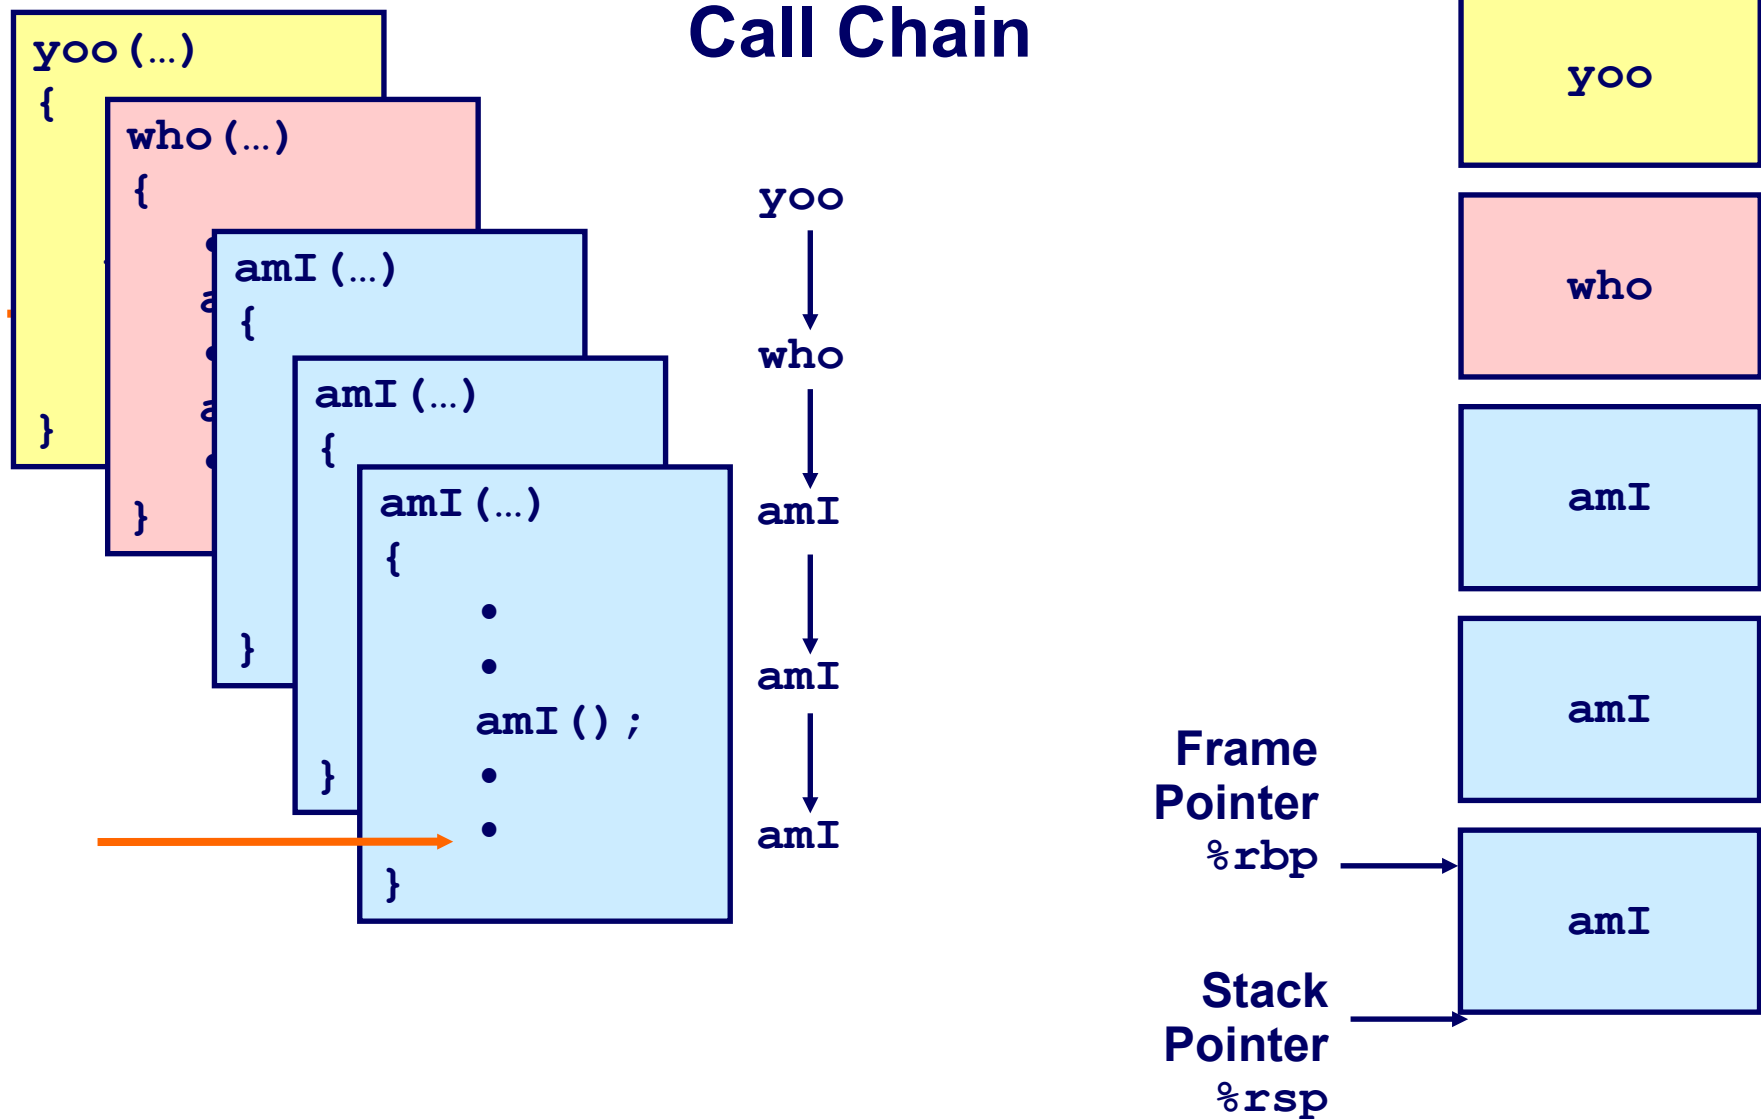 Call Chain
yoo(…)
{
}
who(…)
{
•
a
•
a
•
}
amI(…)
{
}
amI(…)
{
}
amI(…)
{
•
•
amI();
•
•
}
yoo
who
amI
amI
amI
yoo
who
amI
amI
amI
Frame
Pointer
%rbp
Stack
Pointer
%rsp